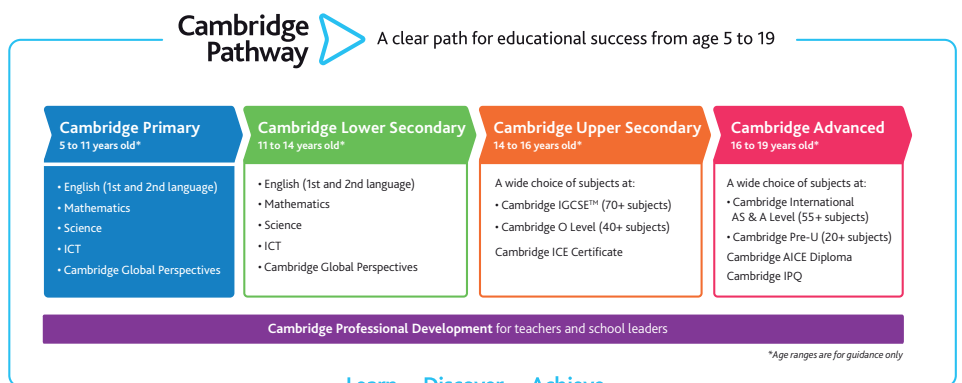 Cambridge
Pathway
A clear path for educational success from age 5 to 19
Cambridge Primary
5 to 11 years old*
• English (1st and 2nd language)
• Mathematics
• Science
• ICT
• Cambridge Global Perspectives
Cambridge Lower Secondary
11 to 14 years old*
• English (1st and 2nd language)
• Mathematics
• Science
• ICT
• Cambridge Global Perspectives
Cambridge Upper Secondary
14 to 16 years old*
A wide choice of subjects at:
• Cambridge IGCSE™ (70+ subjects)
• Cambridge O Level (40+ subjects)
Cambridge ICE Certificate
Cambridge Advanced
16 to 19 years old*
A wide choice of subjects at:
• Cambridge International
AS & A Level (55+ subjects)
• Cambridge Pre-U (20+ subjects)
Cambridge AICE Diploma
Cambridge IPQ
Cambridge Professional Development for teachers and school leaders
*Age ranges are for guidance only
Learn Discover Achieve